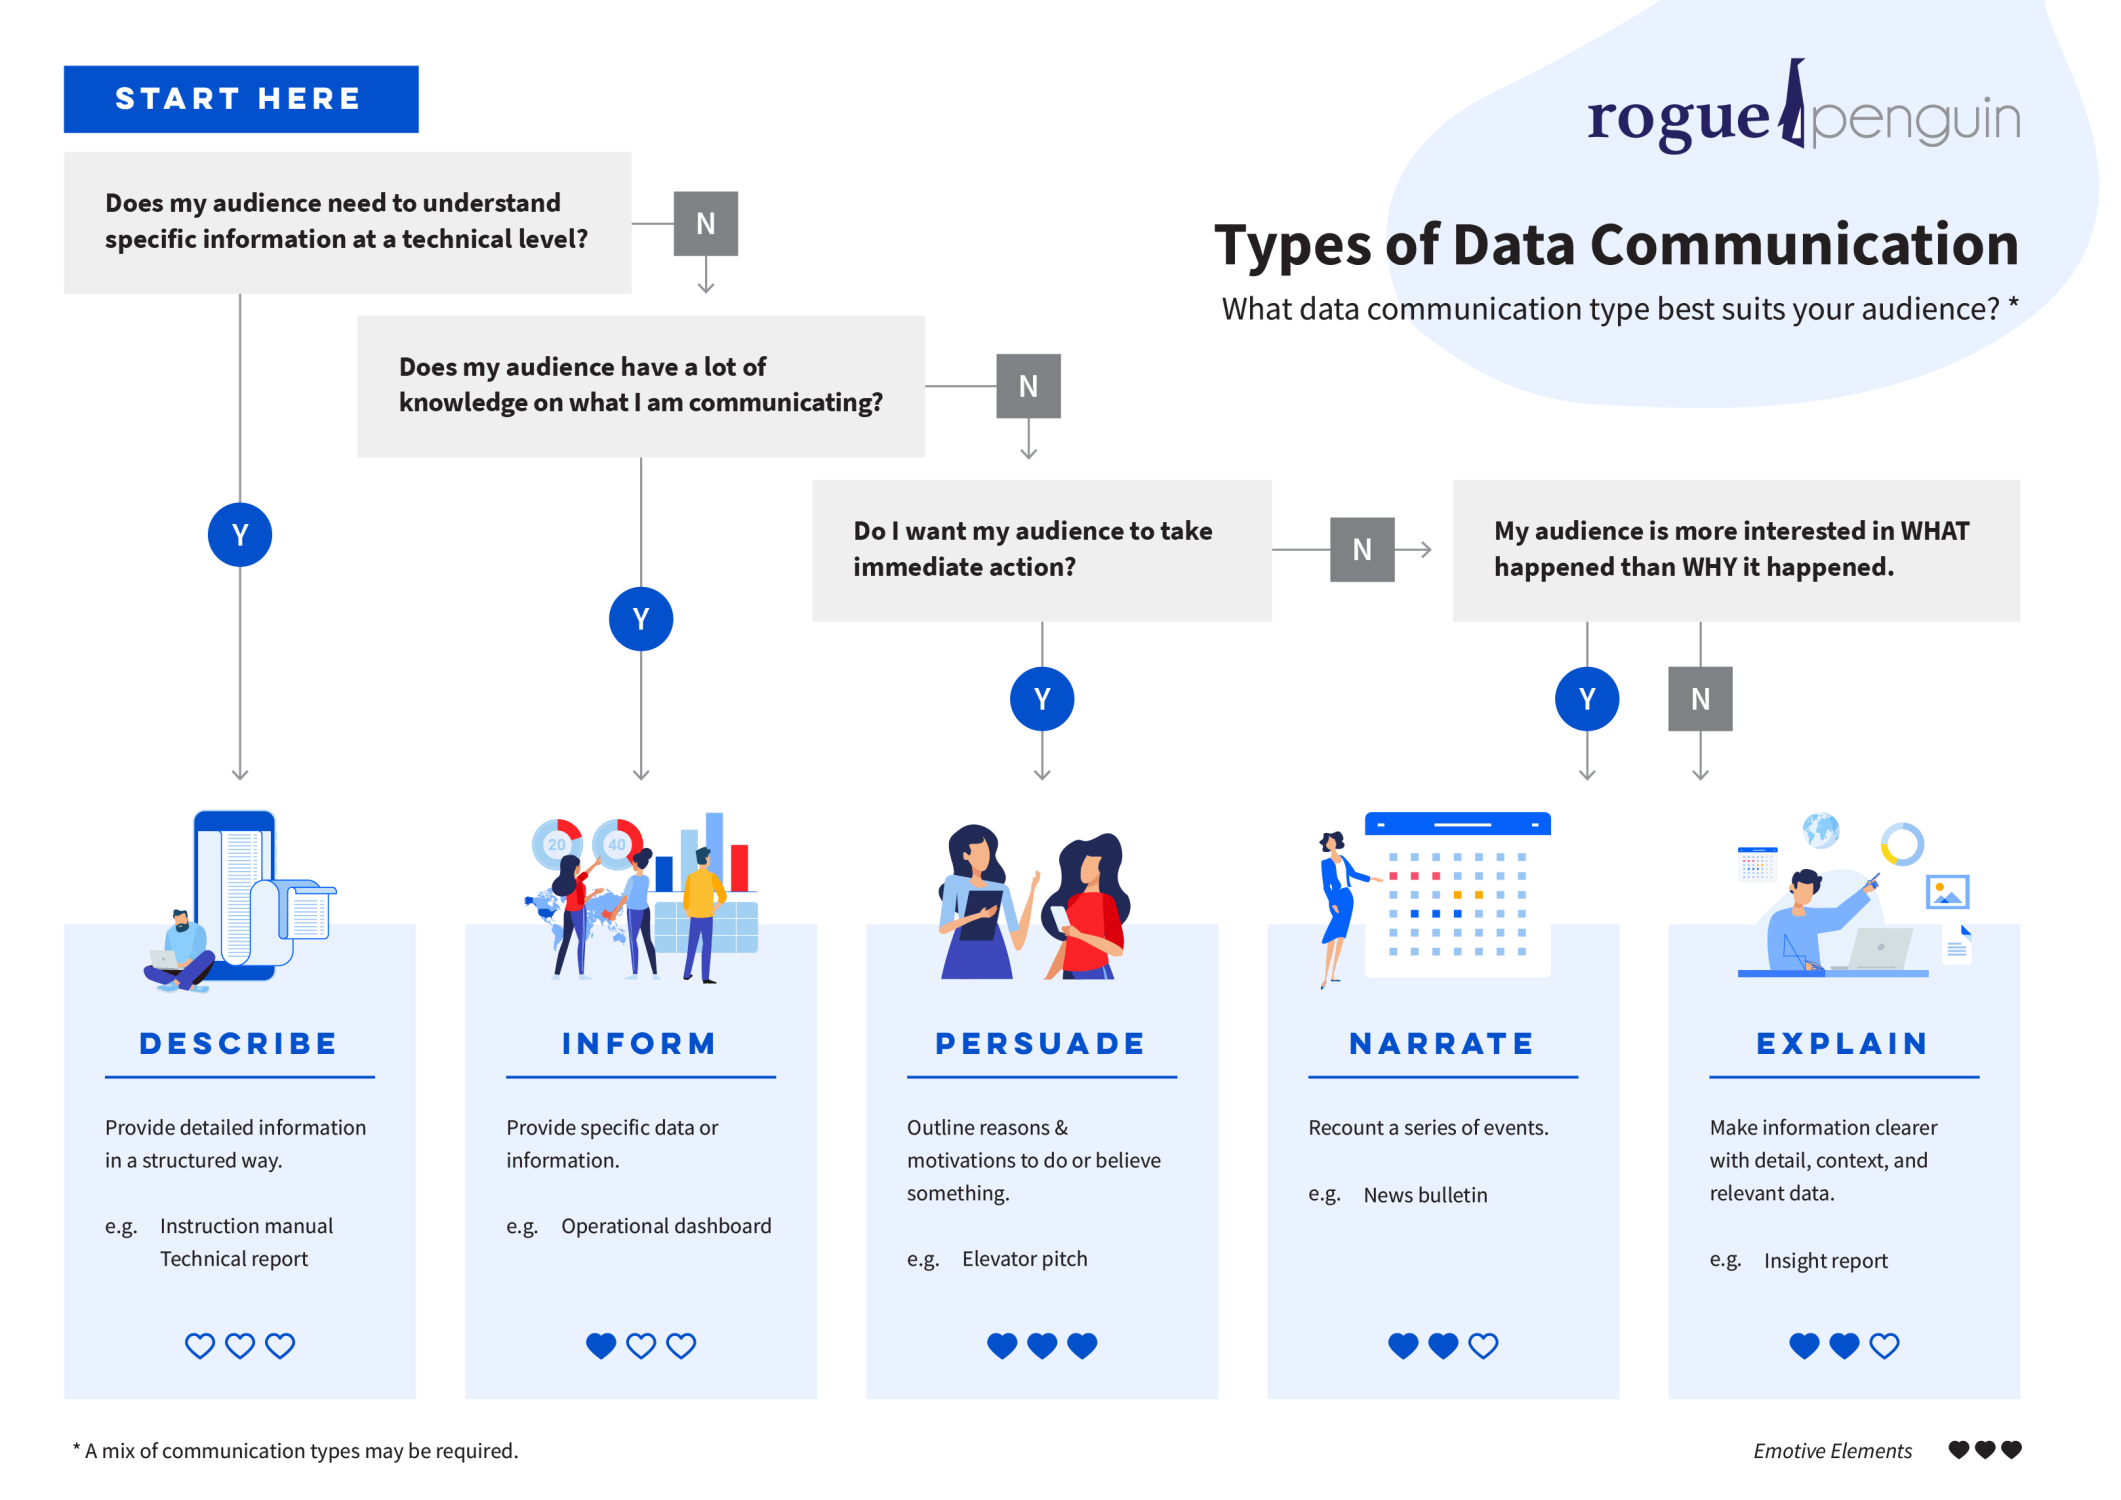 START HERE
rogue penguin
Types of Data Communication
What data communication type best suits your audience? *
Does my audience need to understand
specific information at a technical level?
N
Does my audience have a lot of
knowledge on what I am communicating?
N
Do I want my audience to take
immediate action?
N
My audience is more interested in WHAT
happened than WHY it happened.
Y
Y
Y
Y
N
20
40
DESCRIBE
Provide detailed information
in a structured way.
e.g. Instruction manual
Technical report
INFORM
Provide specific data or
information.
e.g. Operational dashboard
PERSUADE
Outline reasons &
motivations to do or believe
something.
e.g. Elevator pitch
NARRATE
Recount a series of events.
e.g. News bulletin
EXPLAIN
Make information clearer
with detail, context, and
relevant data.
e.g. Insight report
* A mix of communication types may be required.
Emotive Elements